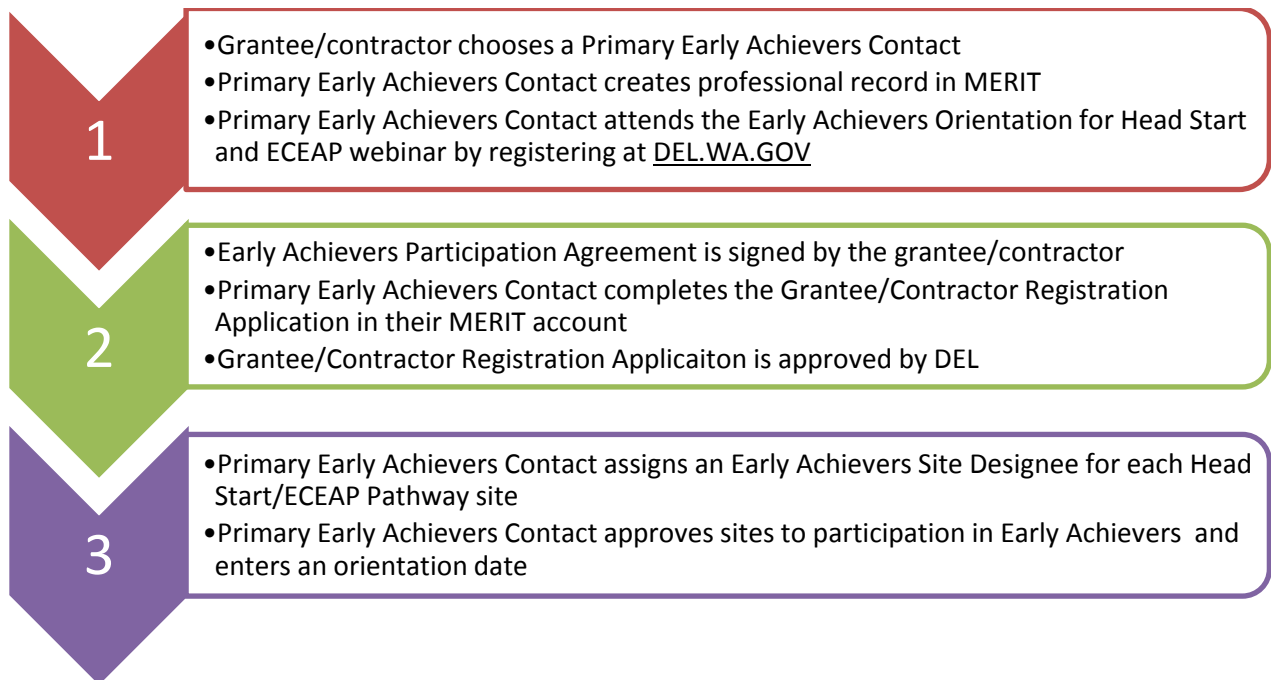 1
•Grantee/contractor chooses a Primary Early Achievers Contact
•Primary Early Achievers Contact creates professional record in MERIT
•Primary Early Achievers Contact attends the Early Achievers Orientation for Head Start
and ECEAP webinar by registering at DEL.WA.GOV
2
•Early Achievers Participation Agreement is signed by the grantee/contractor
•Primary Early Achievers Contact completes the Grantee/Contractor Registration
Application in their MERIT account
•Grantee/Contractor Registration Applicaiton is approved by DEL
3
•Primary Early Achievers Contact assigns an Early Achievers Site Designee for each Head
Start/ECEAP Pathway site
•Primary Early Achievers Contact approves sites to participation in Early Achievers and
enters an orientation date